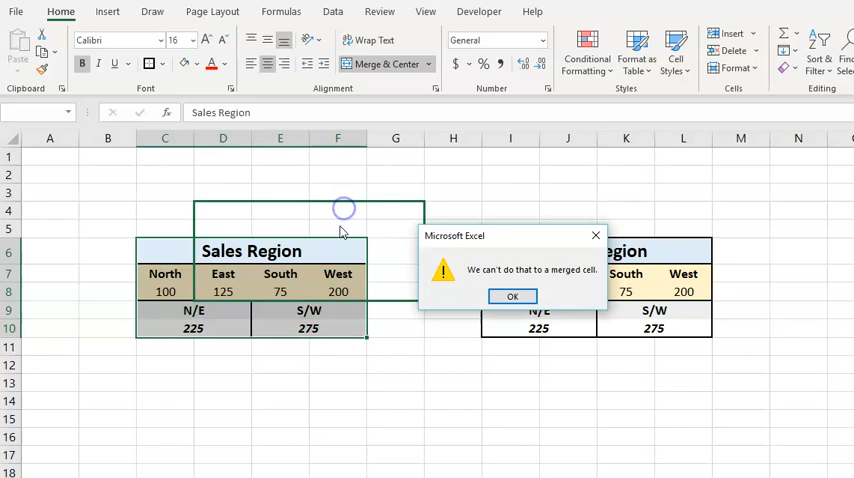 File Home Insert Draw Page Layout Formulas Data Review View Developer Help
Calibri 16 A A Wrap Text General Insert
Paste B I U A Merge & Center $ % 9 Conditional Formatting Format as Table Cell Styles Delete Format Sort & Filter
Clipboard Font Alignment Number Styles Cells Editing
fx Sales Region
A B C D E F G H I J K L M N
1
2
3
4
5
6 Sales Region egion
7 North East South West South West
8 100 125 75 200 75 200
9 N/E S/W N/E S/W
10 225 275 225 275
11
12
13
14
15
16
17
18
Microsoft Excel
We can't do that to a merged cell.
OK